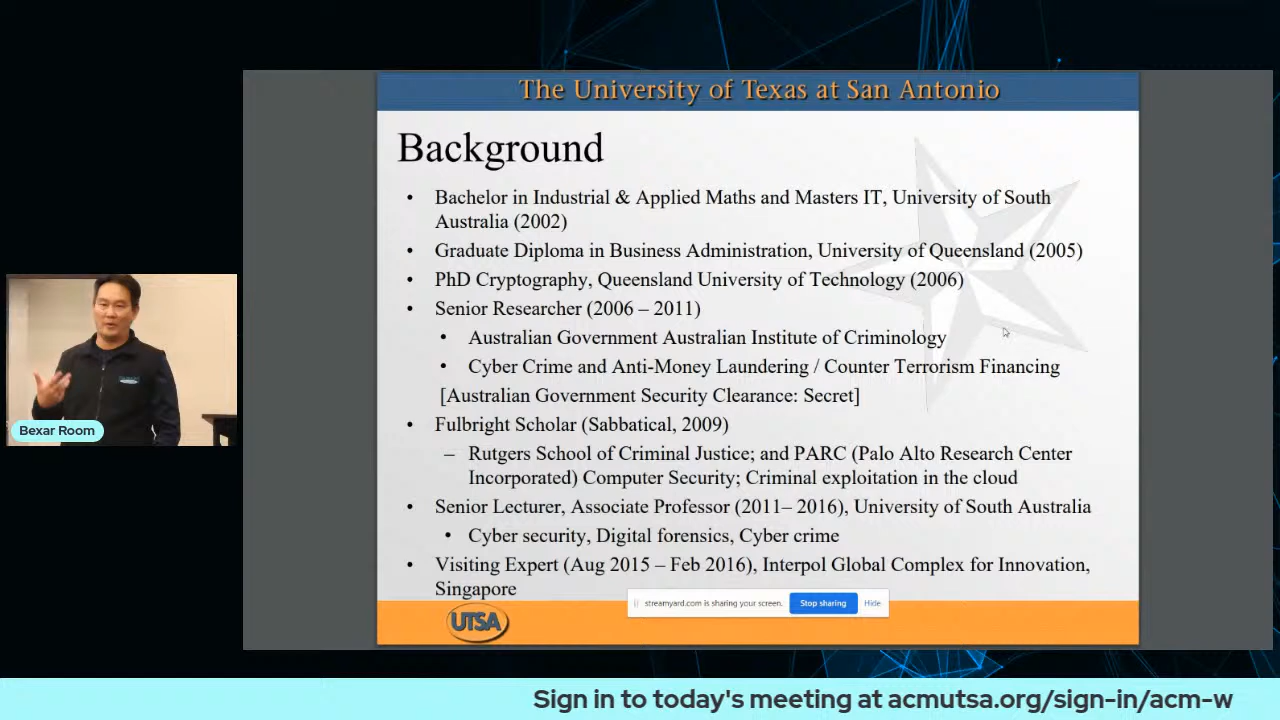 The University of Texas at San Antonio
Background
• Bachelor in Industrial & Applied Maths and Masters IT, University of South
Australia (2002)
• Graduate Diploma in Business Administration, University of Queensland (2005)
• PhD Cryptography, Queensland University of Technology (2006)
• Senior Researcher (2006 – 2011)
• Australian Government Australian Institute of Criminology
• Cyber Crime and Anti-Money Laundering / Counter Terrorism Financing
[Australian Government Security Clearance: Secret]
• Fulbright Scholar (Sabbatical, 2009)
– Rutgers School of Criminal Justice; and PARC (Palo Alto Research Center
Incorporated) Computer Security; Criminal exploitation in the cloud
• Senior Lecturer, Associate Professor (2011– 2016), University of South Australia
• Cyber security, Digital forensics, Cyber crime
• Visiting Expert (Aug 2015 – Feb 2016), Interpol Global Complex for Innovation,
Singapore
streamyard.com is sharing your screen. Stop sharing Hide
UTSA
Bexar Room
Sign in to today's meeting at acmutsa.org/sign-in/acm-w